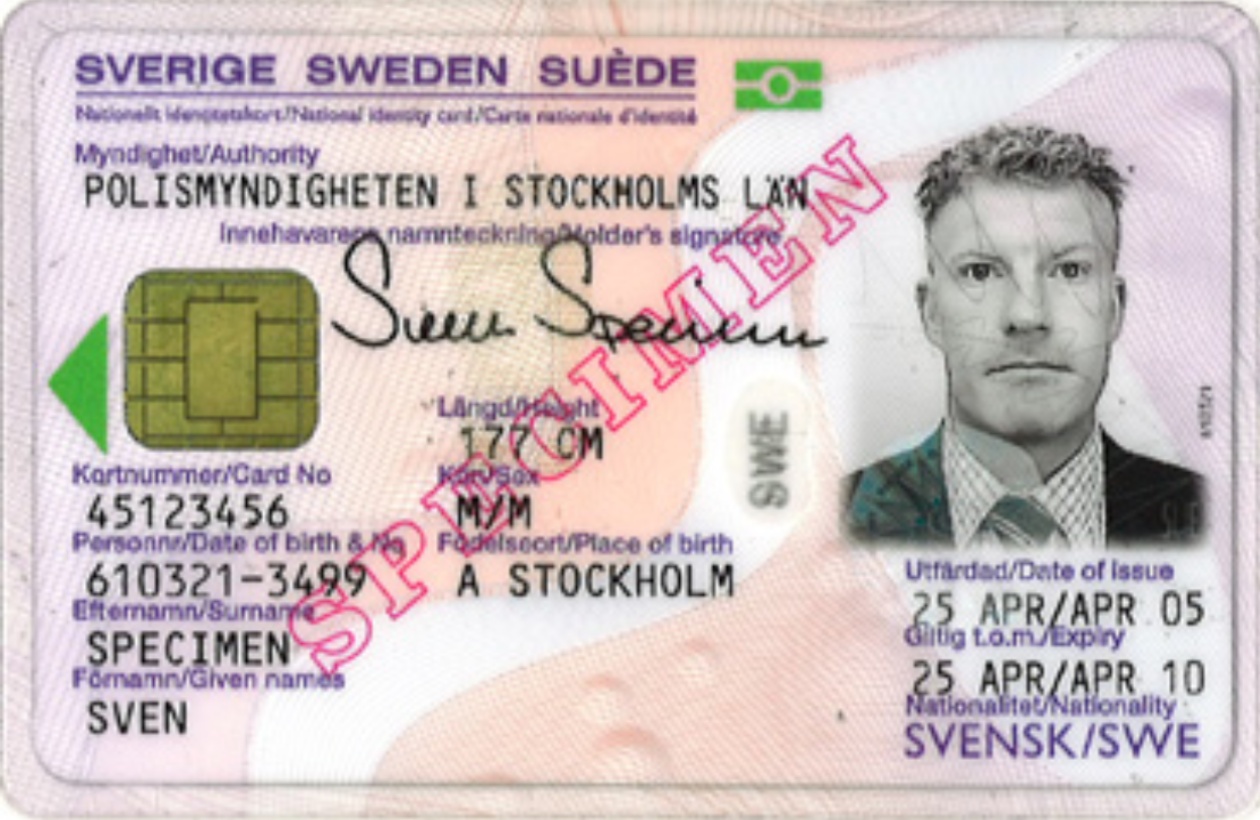 SVERIGE SWEDEN SUÈDE
Nationellt identitetskort/National identity card/Carte nationale d'identité
Myndighet/Authority
POLISMYNDIGHETEN I STOCKHOLMS LÄN
Innehavarens namnteckning/Holder's signature
Sven Specimen
SPECIMEN
Längd/Height
177 CM
SWE
Kortnummer/Card No
45123456
Kön/Sex
M/M
Personnr/Date of birth & No
610321-3499
Födelseort/Place of birth
A STOCKHOLM
Efternamn/Surname
SPECIMEN
Förnamn/Given names
SVEN
610321
Utfärdad/Date of issue
25 APR/APR 05
Giltig t.o.m./Expiry
25 APR/APR 10
Nationalitet/Nationality
SVENSK/SWE